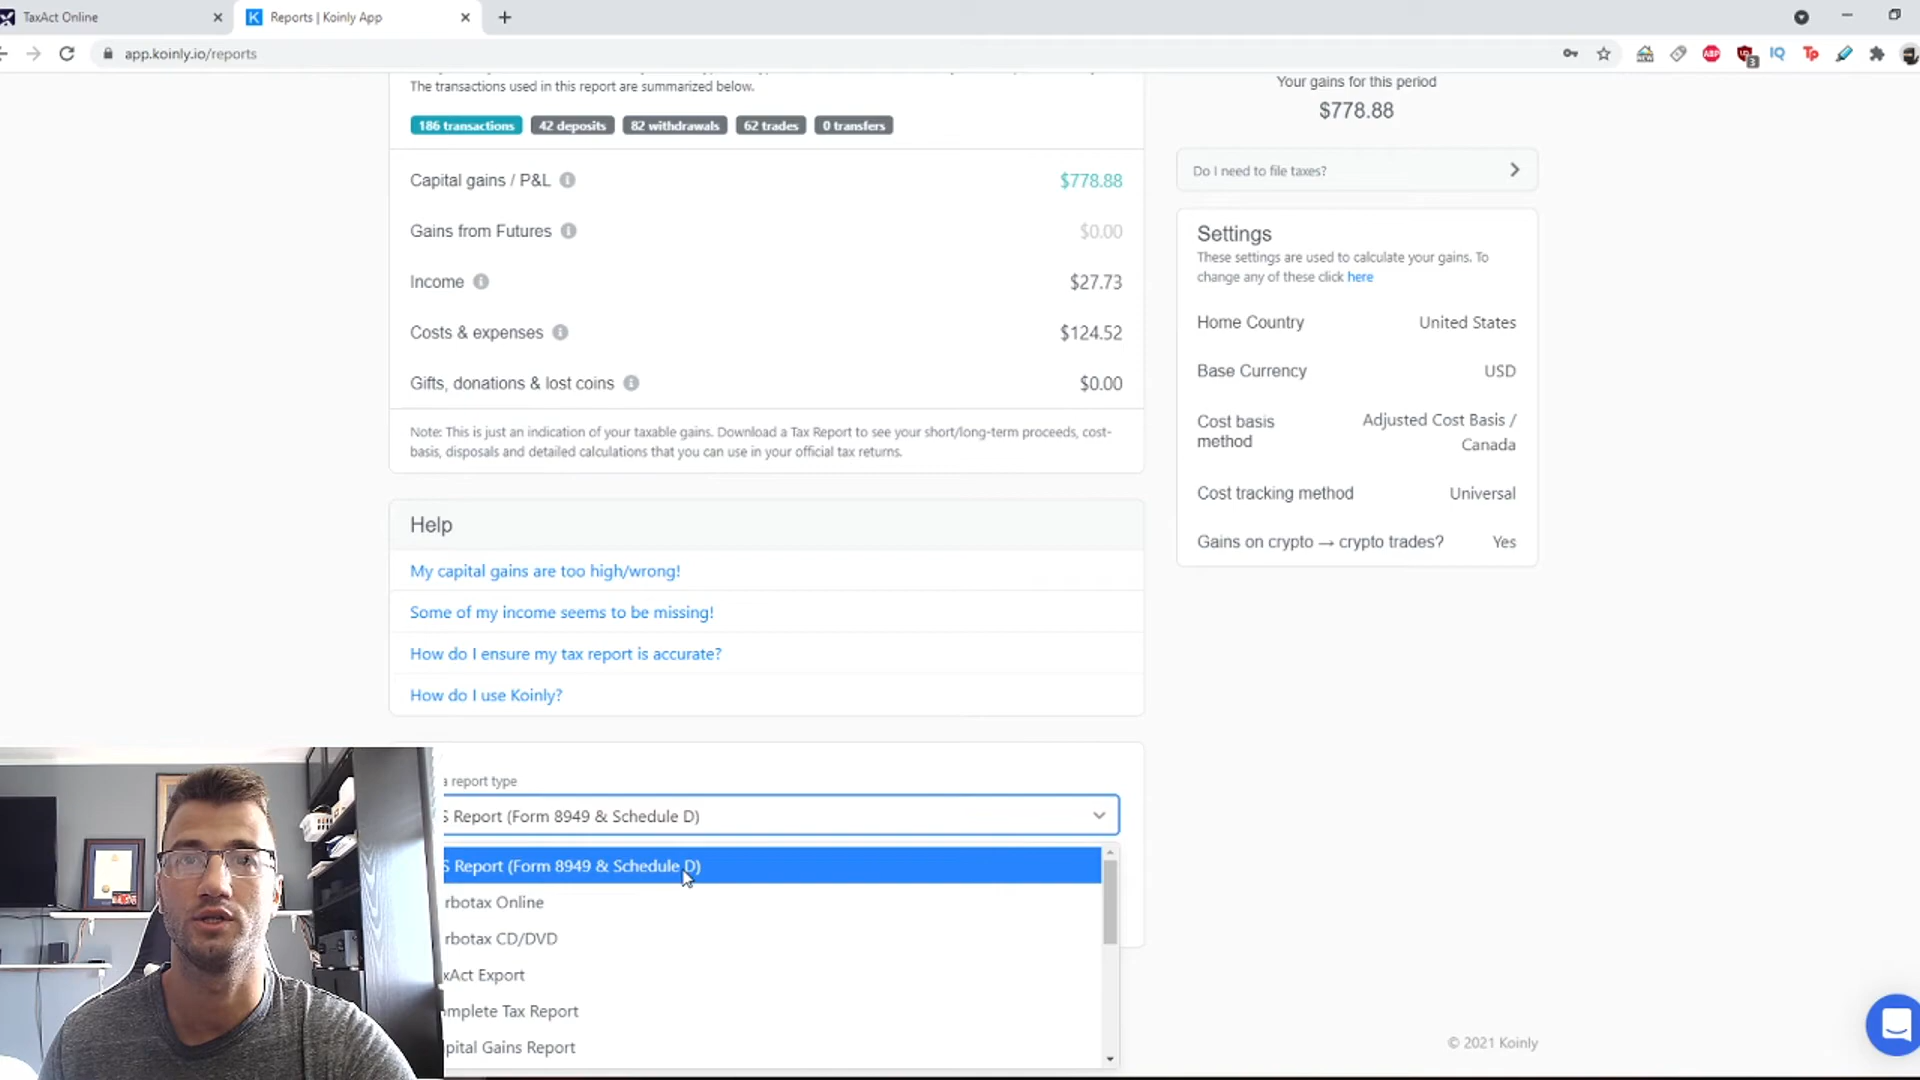 TaxAct Online
Reports | Koinly App
app.koinly.io/reports
The transactions used in this report are summarized below.
186 transactions 42 deposits 82 withdrawals 62 trades 0 transfers
Capital gains / P&L $778.88
Gains from Futures $0.00
Income $27.73
Costs & expenses $124.52
Gifts, donations & lost coins $0.00
Note: This is just an indication of your taxable gains. Download a Tax Report to see your short/long-term proceeds, cost-
basis, disposals and detailed calculations that you can use in your official tax returns.
Help
My capital gains are too high/wrong!
Some of my income seems to be missing!
How do I ensure my tax report is accurate?
How do I use Koinly?
a report type
S Report (Form 8949 & Schedule D)
S Report (Form 8949 & Schedule D)
rbotax Online
rbotax CD/DVD
xAct Export
mplete Tax Report
pital Gains Report
Your gains for this period
$778.88
Do I need to file taxes?
Settings
These settings are used to calculate your gains. To
change any of these click here
Home Country United States
Base Currency USD
Cost basis Adjusted Cost Basis /
method Canada
Cost tracking method Universal
Gains on crypto → crypto trades? Yes
© 2021 Koinly
K
ABP
3
IQ
Tp